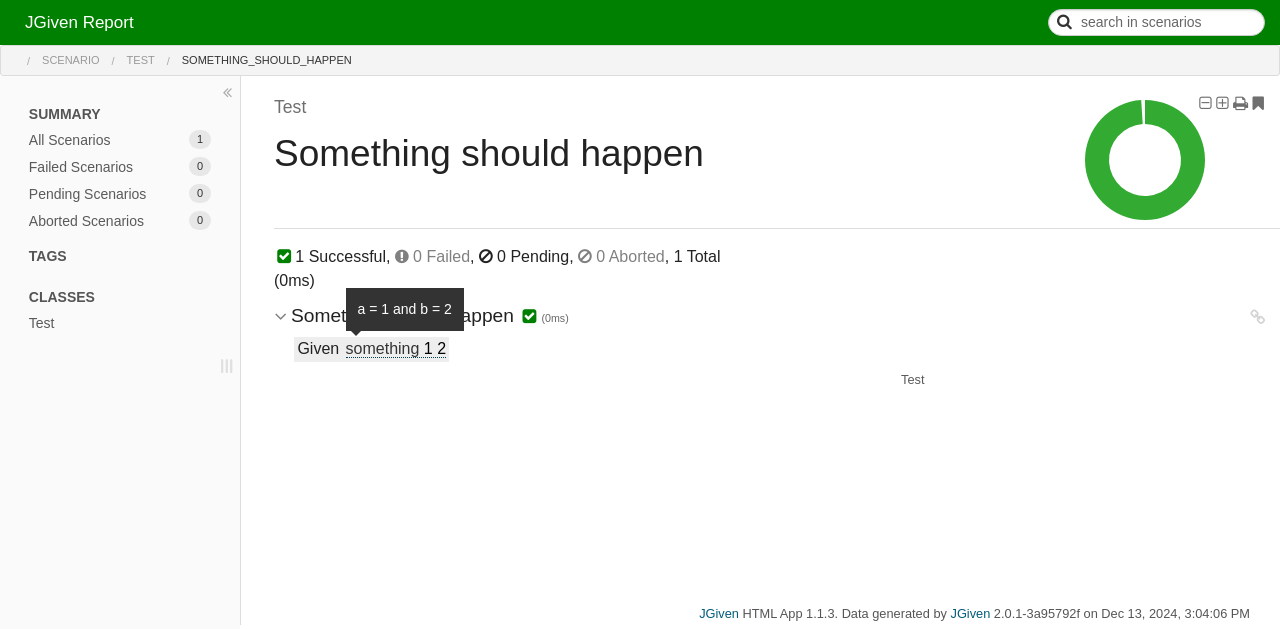 JGiven Report
search in scenarios
/ SCENARIO / TEST / SOMETHING_SHOULD_HAPPEN
SUMMARY
All Scenarios 1
Failed Scenarios 0
Pending Scenarios 0
Aborted Scenarios 0
TAGS
CLASSES
Test
Test
Something should happen
1 Successful, 0 Failed, 0 Pending, 0 Aborted, 1 Total
(0ms)
a = 1 and b = 2
Somet appen (0ms)
Given something 1 2
Test
JGiven HTML App 1.1.3. Data generated by JGiven 2.0.1-3a95792f on Dec 13, 2024, 3:04:06 PM